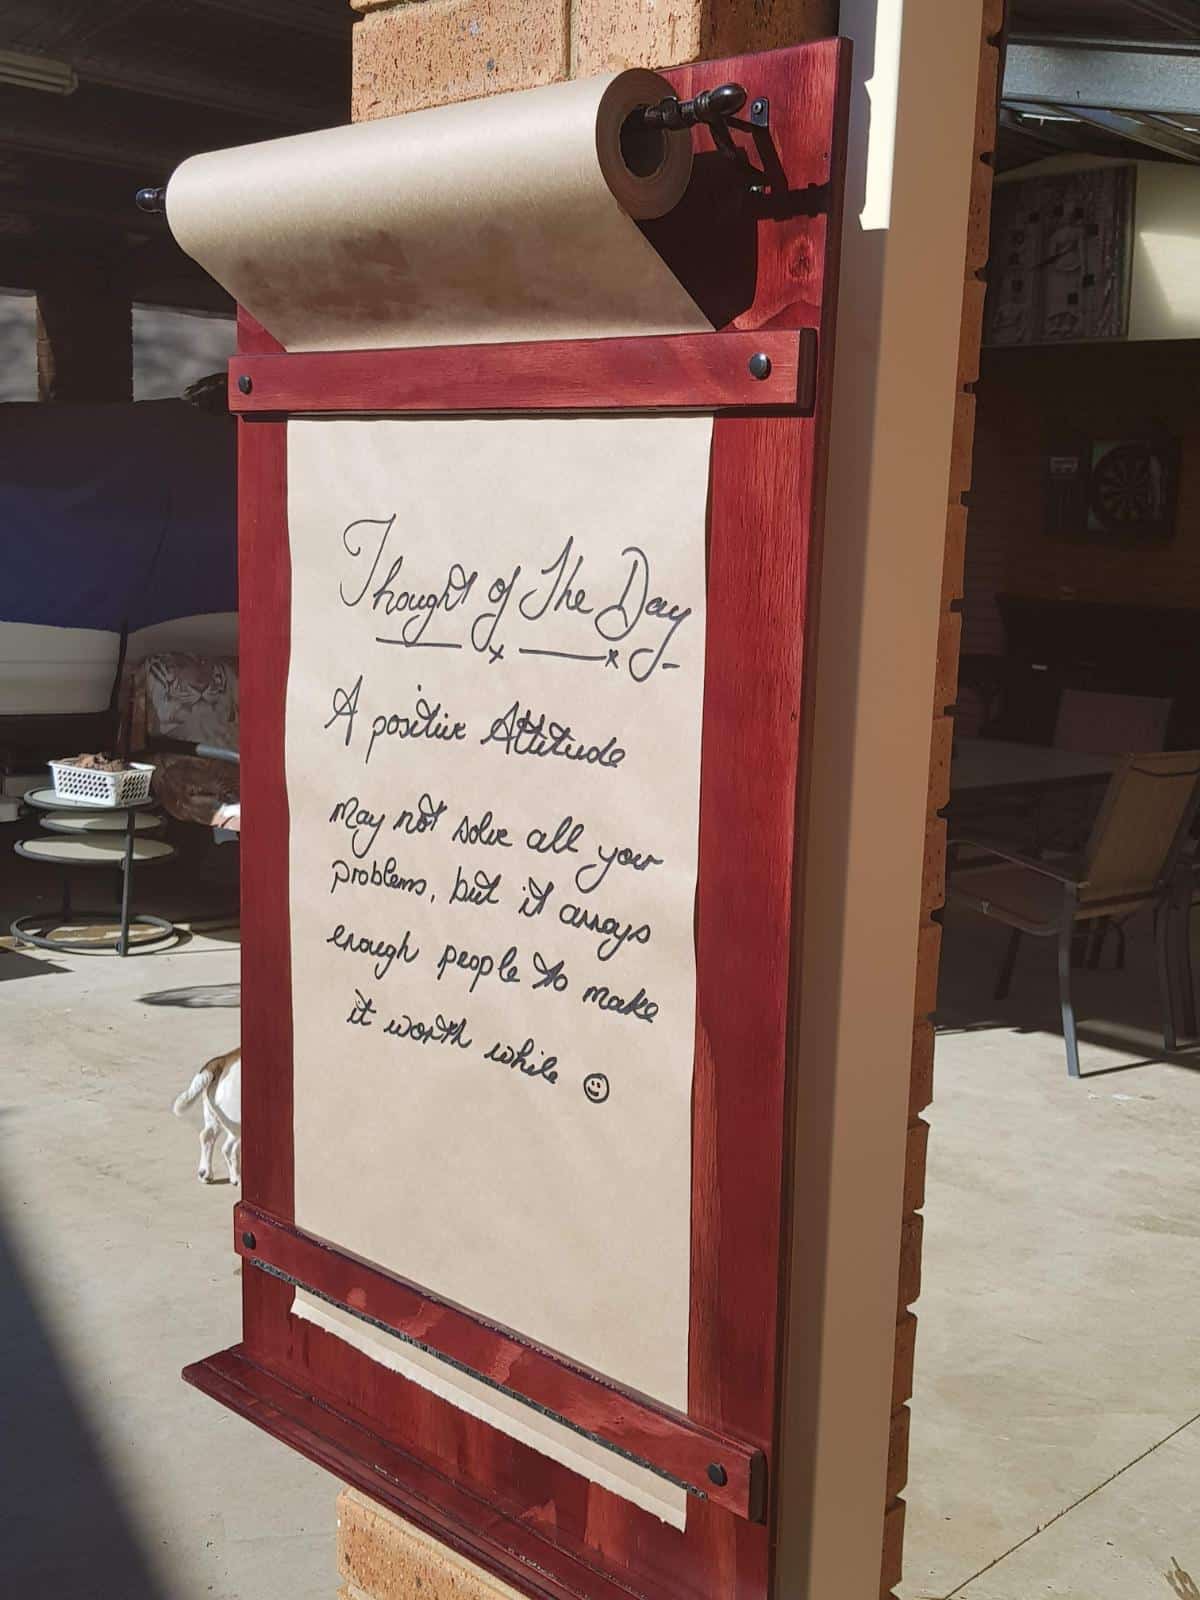 Thought of The Day
A positive Attitude
may not solve all your
problems, but it annoys
enough people to make
it worth while ☺